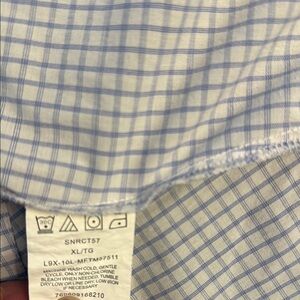 SNRCT57
XL/TG
MACHINE WASH COLD, GENTLE
CYCLE, ONLY NON-CHLORINE
BLEACH WHEN NEEDED, TUMBLE
DRY LOW OR LINE DRY, LOW IRON
IF NECESSARY